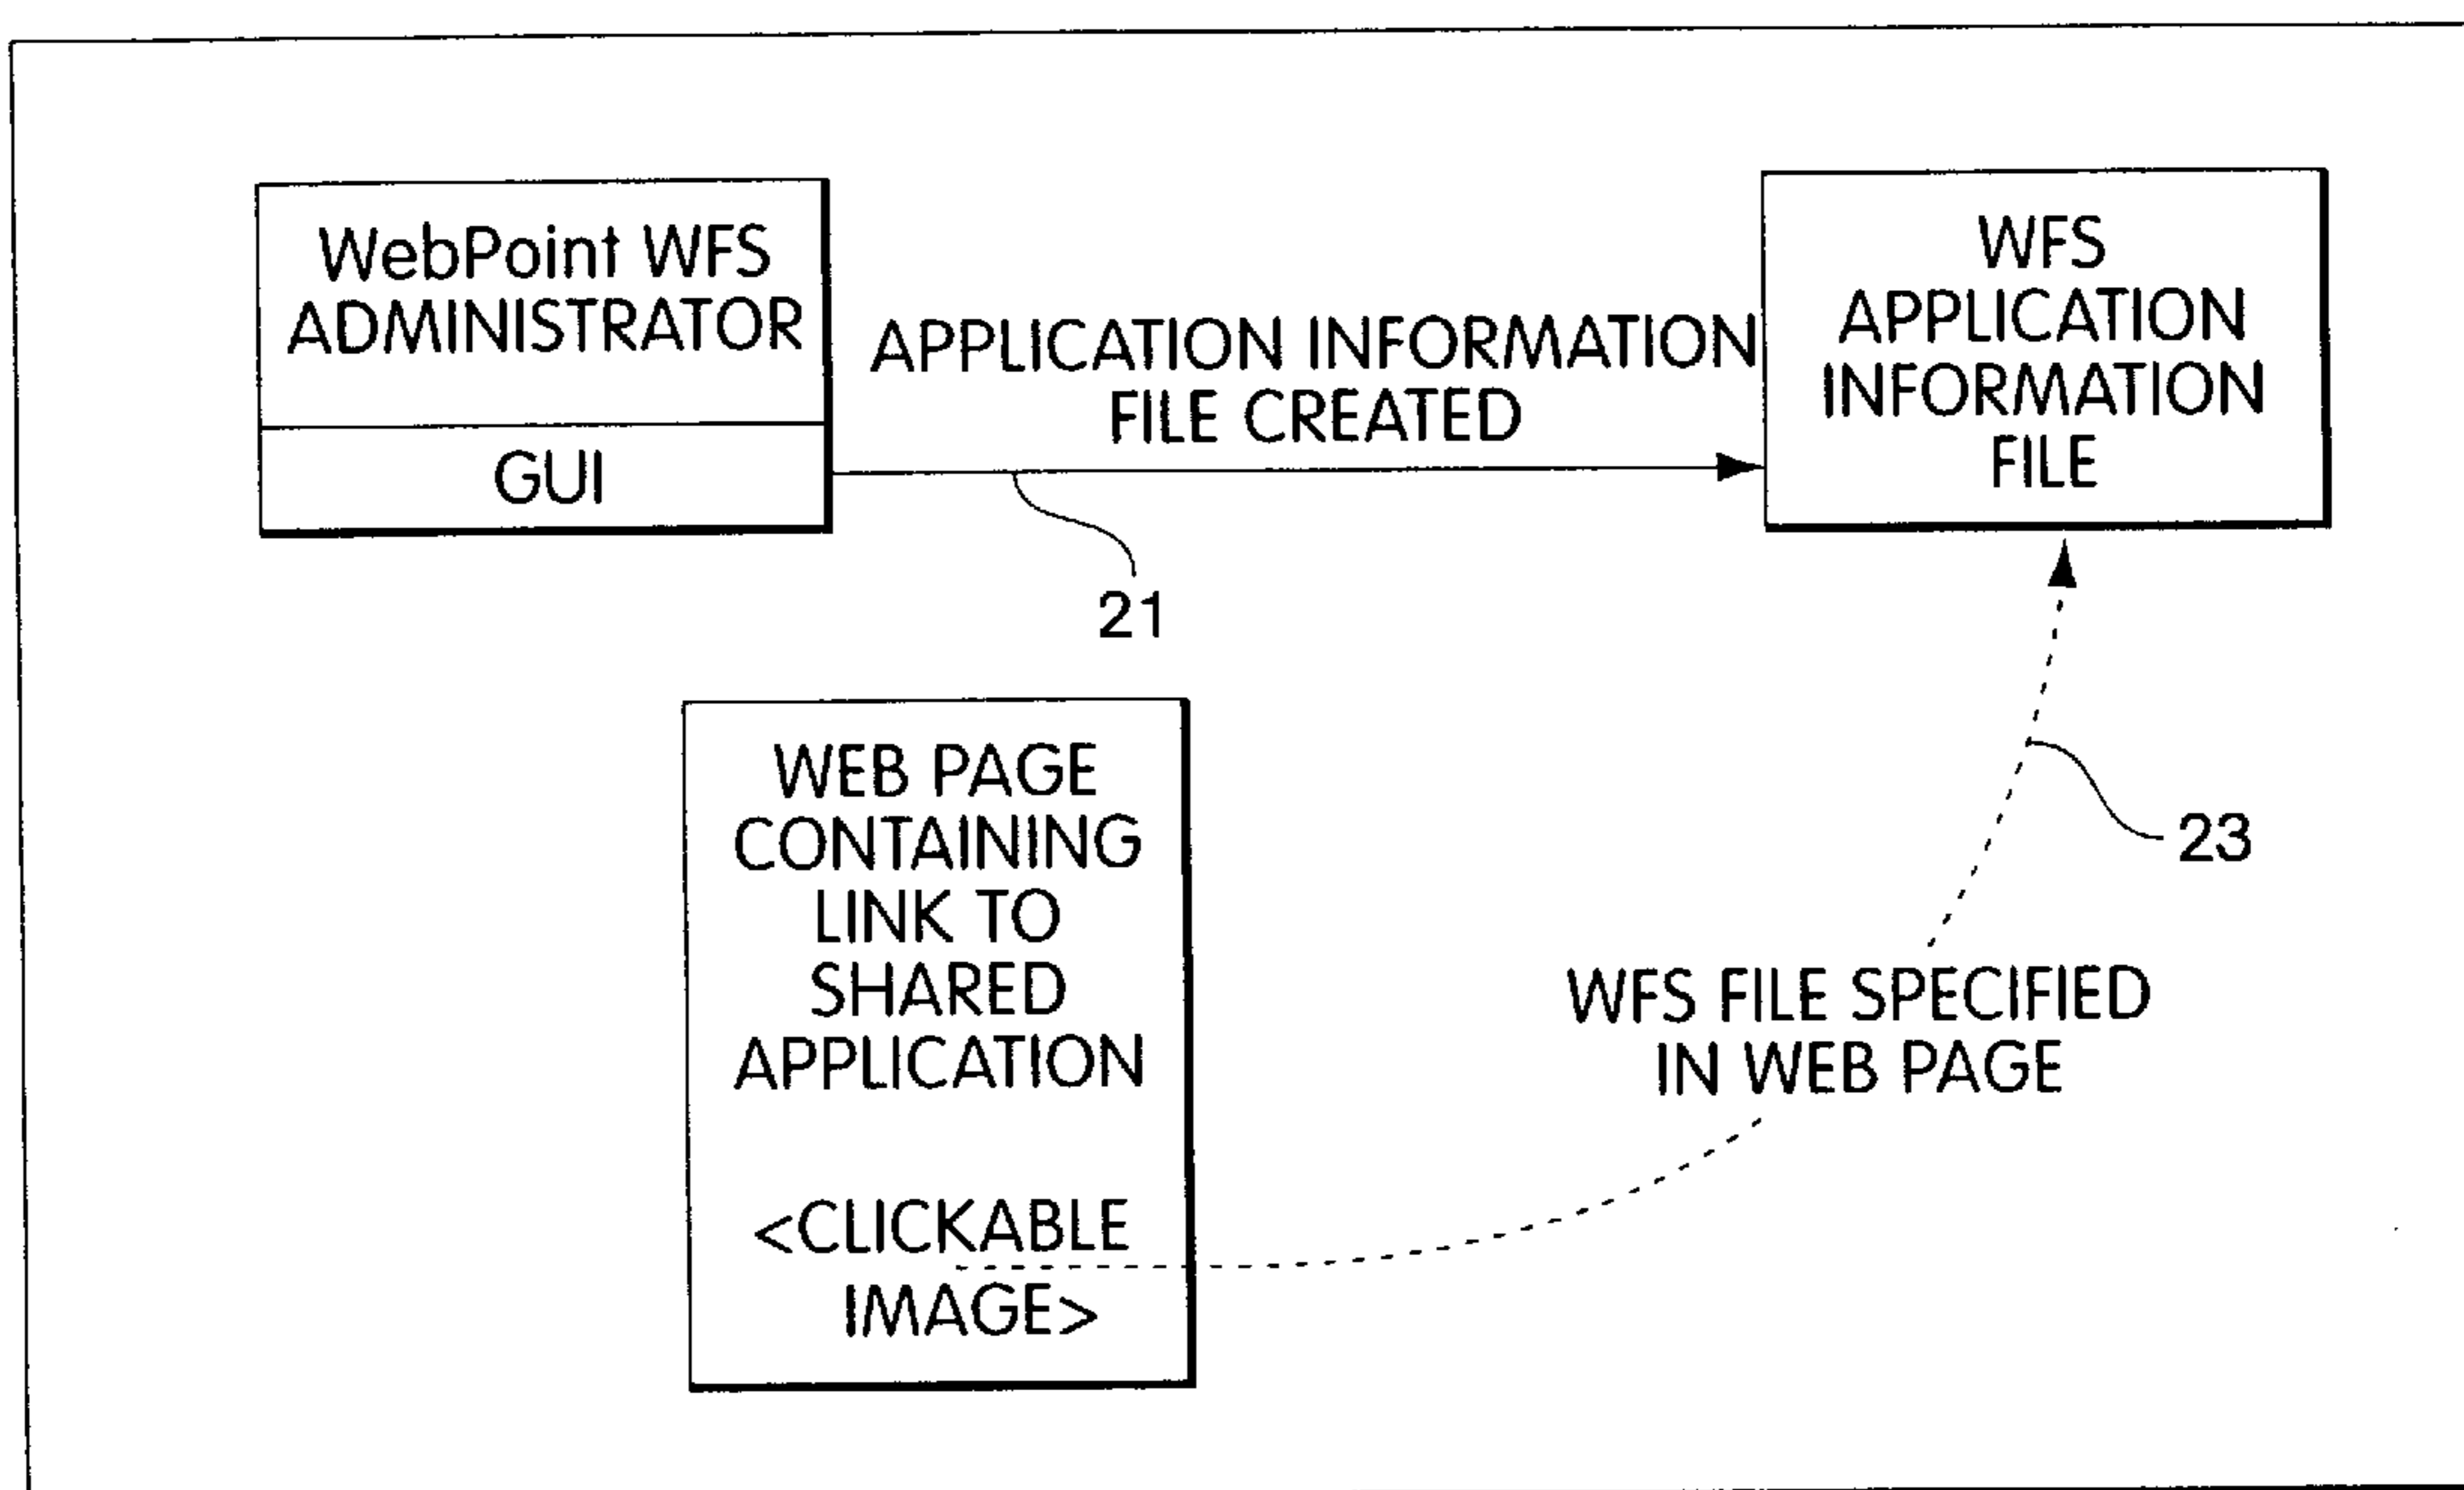 WebPoint WFS
ADMINISTRATOR
GUI
APPLICATION INFORMATION
FILE CREATED
21
WFS
APPLICATION
INFORMATION
FILE
WEB PAGE
CONTAINING
LINK TO
SHARED
APPLICATION
<CLICKABLE
IMAGE>
23
WFS FILE SPECIFIED
IN WEB PAGE